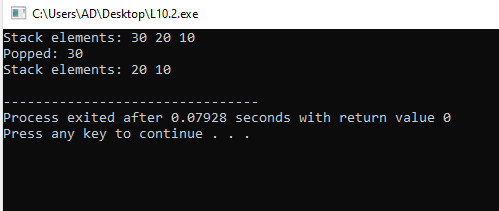 C:\Users\AD\Desktop\L10.2.exe
Stack elements: 30 20 10
Popped: 30
Stack elements: 20 10
--------------------------------
Process exited after 0.07928 seconds with return value 0
Press any key to continue . . .